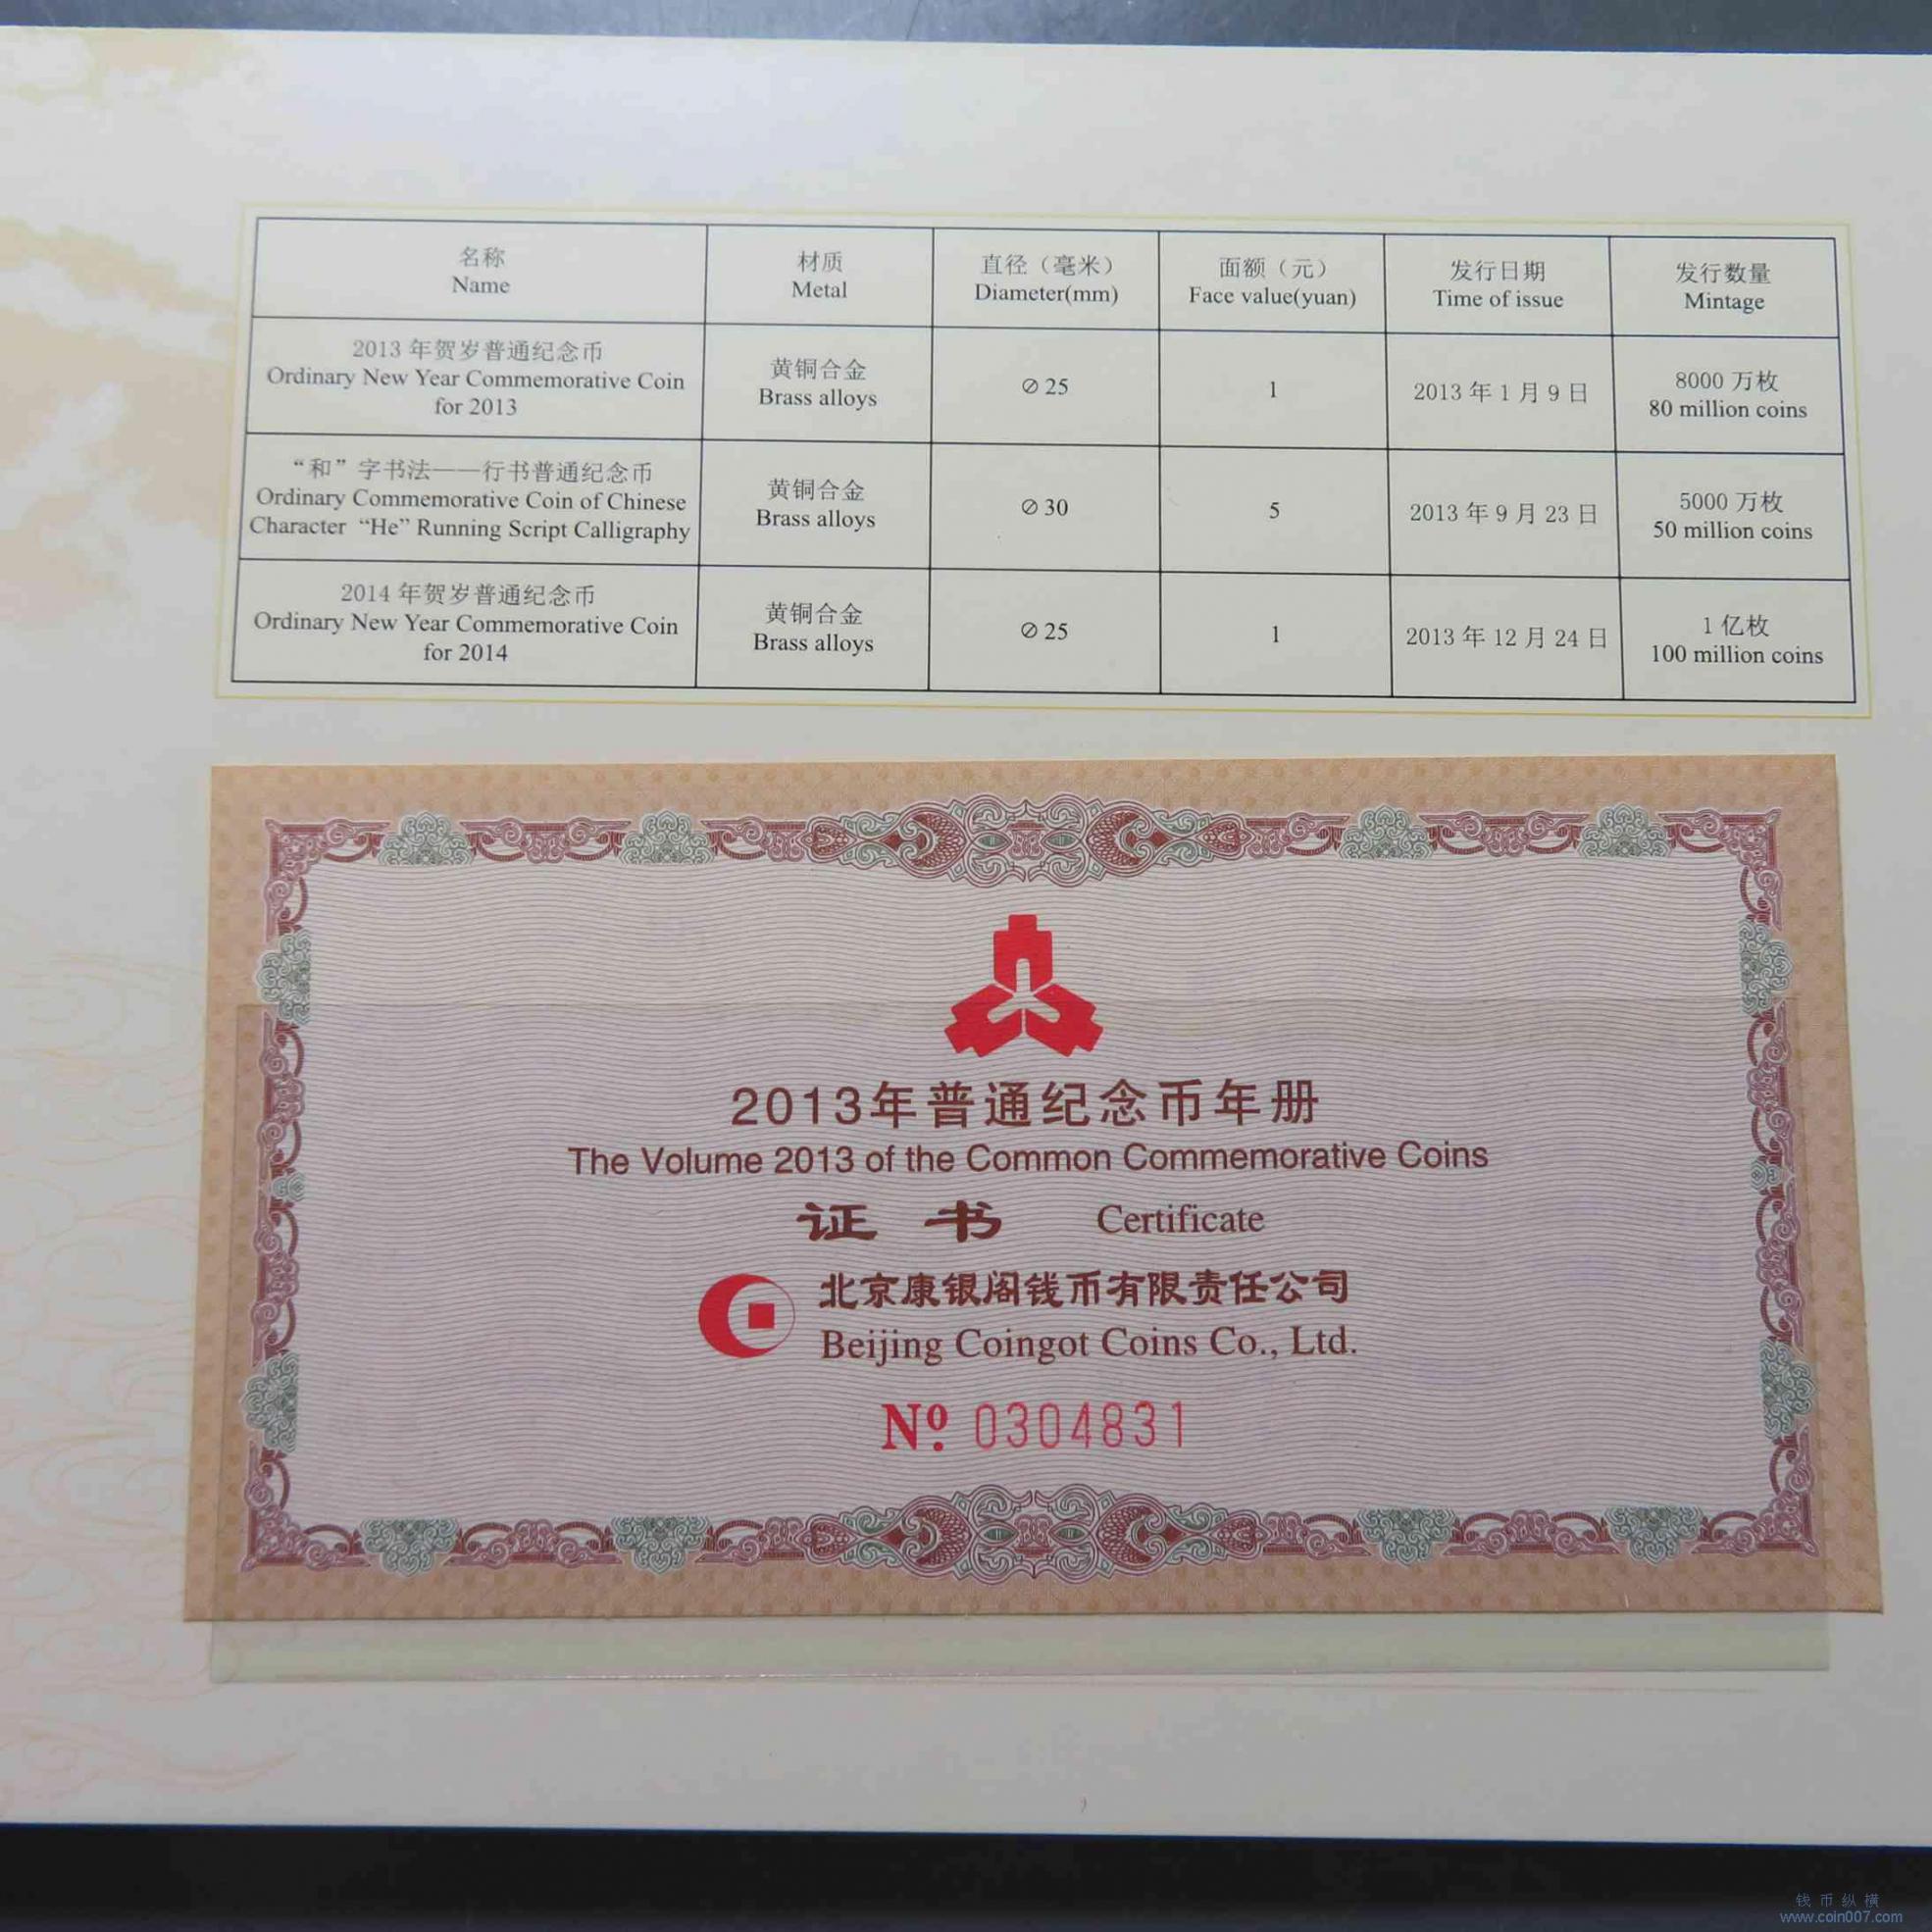 名称
Name
材质
Metal
直径（毫米）
Diameter(mm)
面额（元）
Face value(yuan)
发行日期
Time of issue
发行数量
Mintage
2013 年贺岁普通纪念币
Ordinary New Year Commemorative Coin
for 2013
黄铜合金
Brass alloys
∅ 25
1
2013 年 1 月 9 日
8000 万枚
80 million coins
“和”字书法——行书普通纪念币
Ordinary Commemorative Coin of Chinese
Character “He” Running Script Calligraphy
黄铜合金
Brass alloys
∅ 30
5
2013 年 9 月 23 日
5000 万枚
50 million coins
2014 年贺岁普通纪念币
Ordinary New Year Commemorative Coin
for 2014
黄铜合金
Brass alloys
∅ 25
1
2013 年 12 月 24 日
1 亿枚
100 million coins
2013年普通纪念币年册
The Volume 2013 of the Common Commemorative Coins
证 书 Certificate
北京康银阁钱币有限责任公司
Beijing Coingot Coins Co., Ltd.
Nº. 0304831
钱币纵横
www.coin007.com